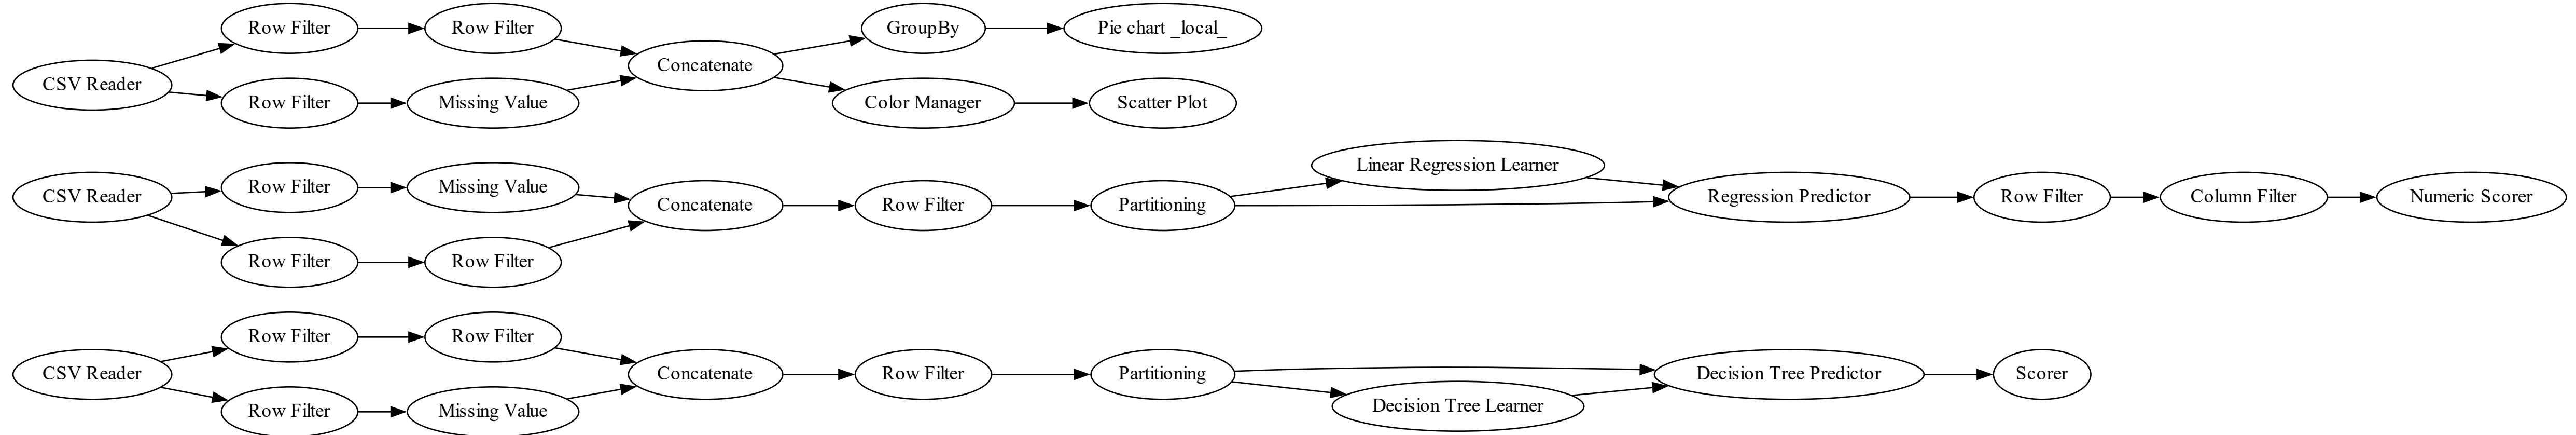 CSV Reader
Row Filter
Row Filter
Row Filter
Missing Value
Concatenate
GroupBy
Pie chart _local_
Color Manager
Scatter Plot
CSV Reader
Row Filter
Missing Value
Row Filter
Row Filter
Concatenate
Row Filter
Partitioning
Linear Regression Learner
Regression Predictor
Row Filter
Column Filter
Numeric Scorer
CSV Reader
Row Filter
Row Filter
Row Filter
Missing Value
Concatenate
Row Filter
Partitioning
Decision Tree Learner
Decision Tree Predictor
Scorer